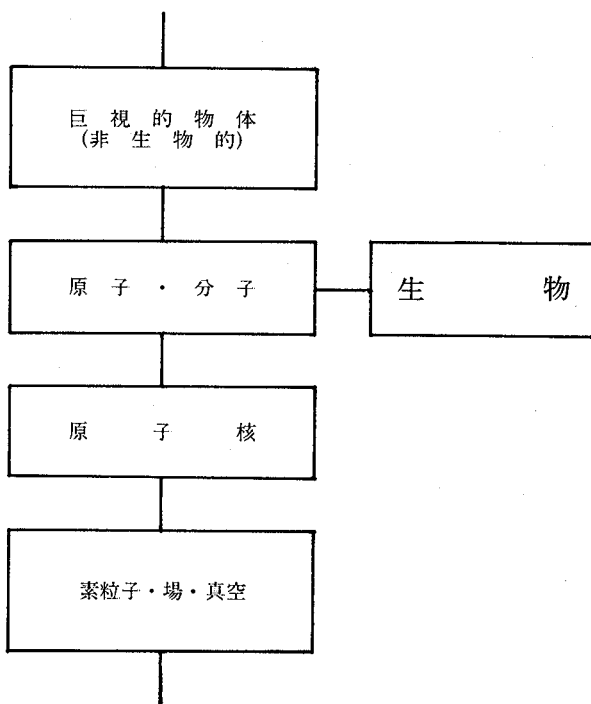 巨視的物体
(非生物的)
原子・分子
生物
原子核
素粒子・場・真空